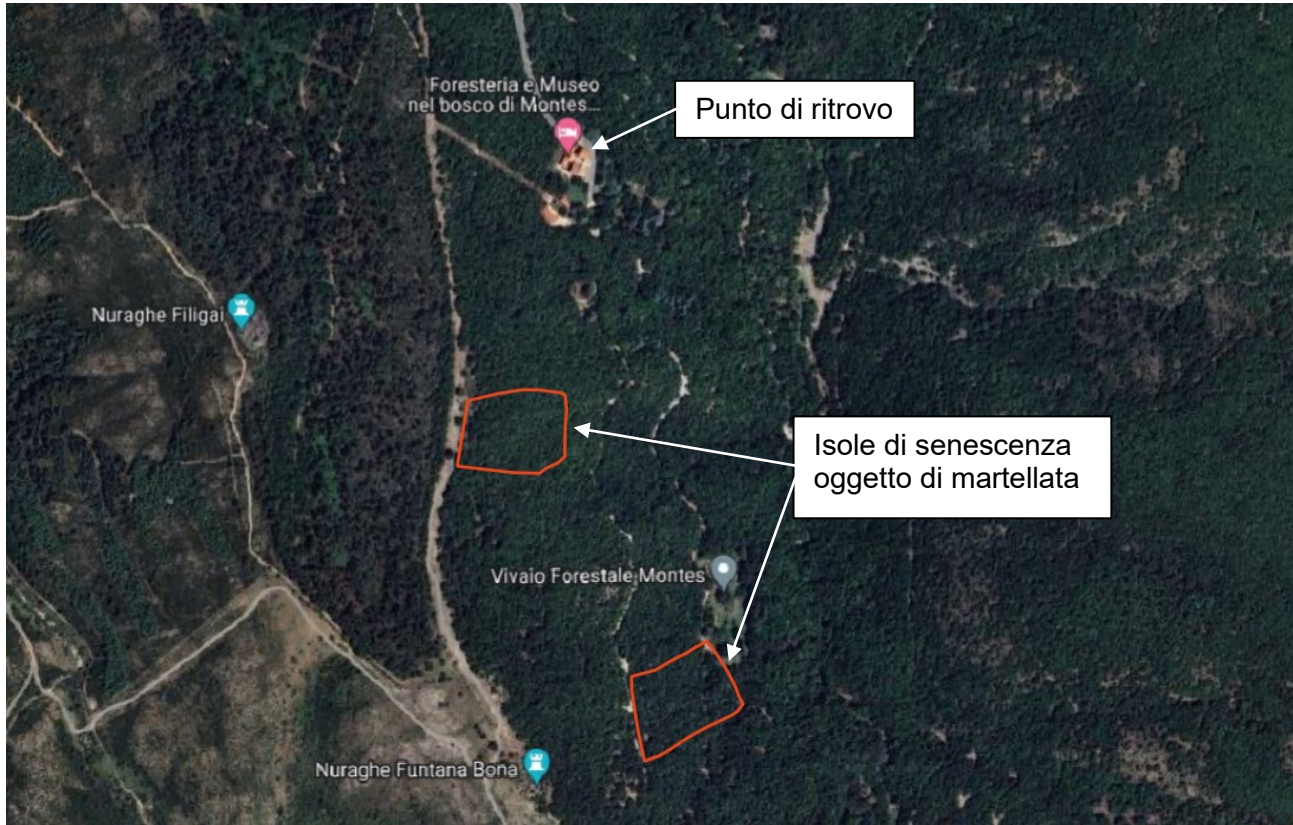 Foresteria e Museo
nel bosco di Montes...
Punto di ritrovo
Nuraghe Filigai
Isole di senescenza
oggetto di martellata
Vivaio Forestale Montes
Nuraghe Funtana Bona